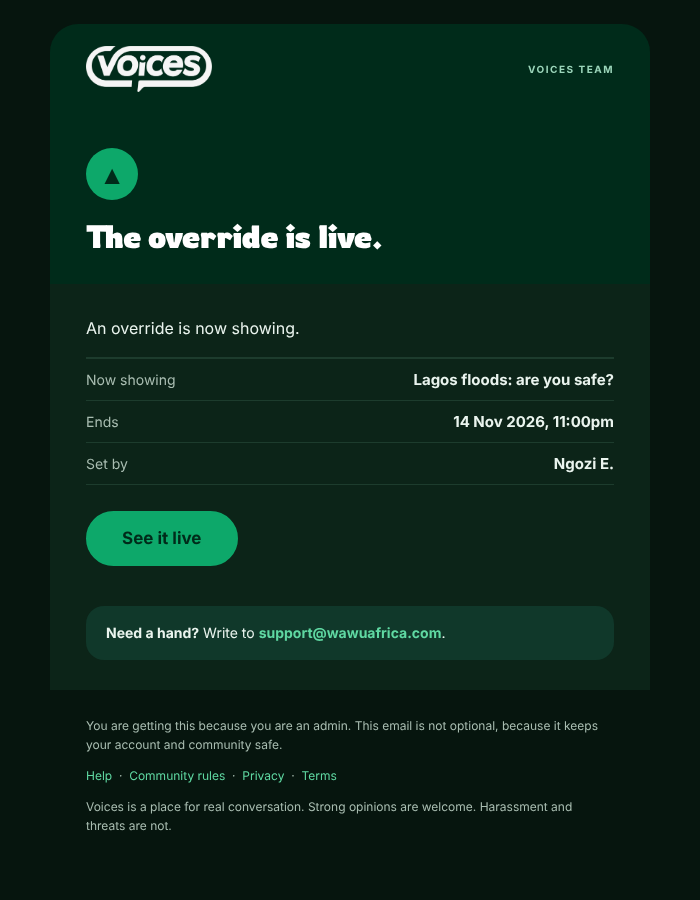 Voices
VOICES TEAM
▲
The override is live.
An override is now showing.
Now showing Lagos floods: are you safe?
Ends 14 Nov 2026, 11:00pm
Set by Ngozi E.
See it live
Need a hand? Write to support@wawuafrica.com.
You are getting this because you are an admin. This email is not optional, because it keeps
your account and community safe.
Help · Community rules · Privacy · Terms
Voices is a place for real conversation. Strong opinions are welcome. Harassment and
threats are not.